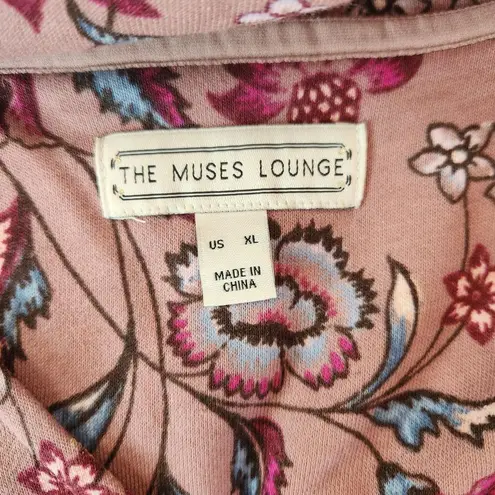 THE MUSES LOUNGE
US XL
MADE IN
CHINA